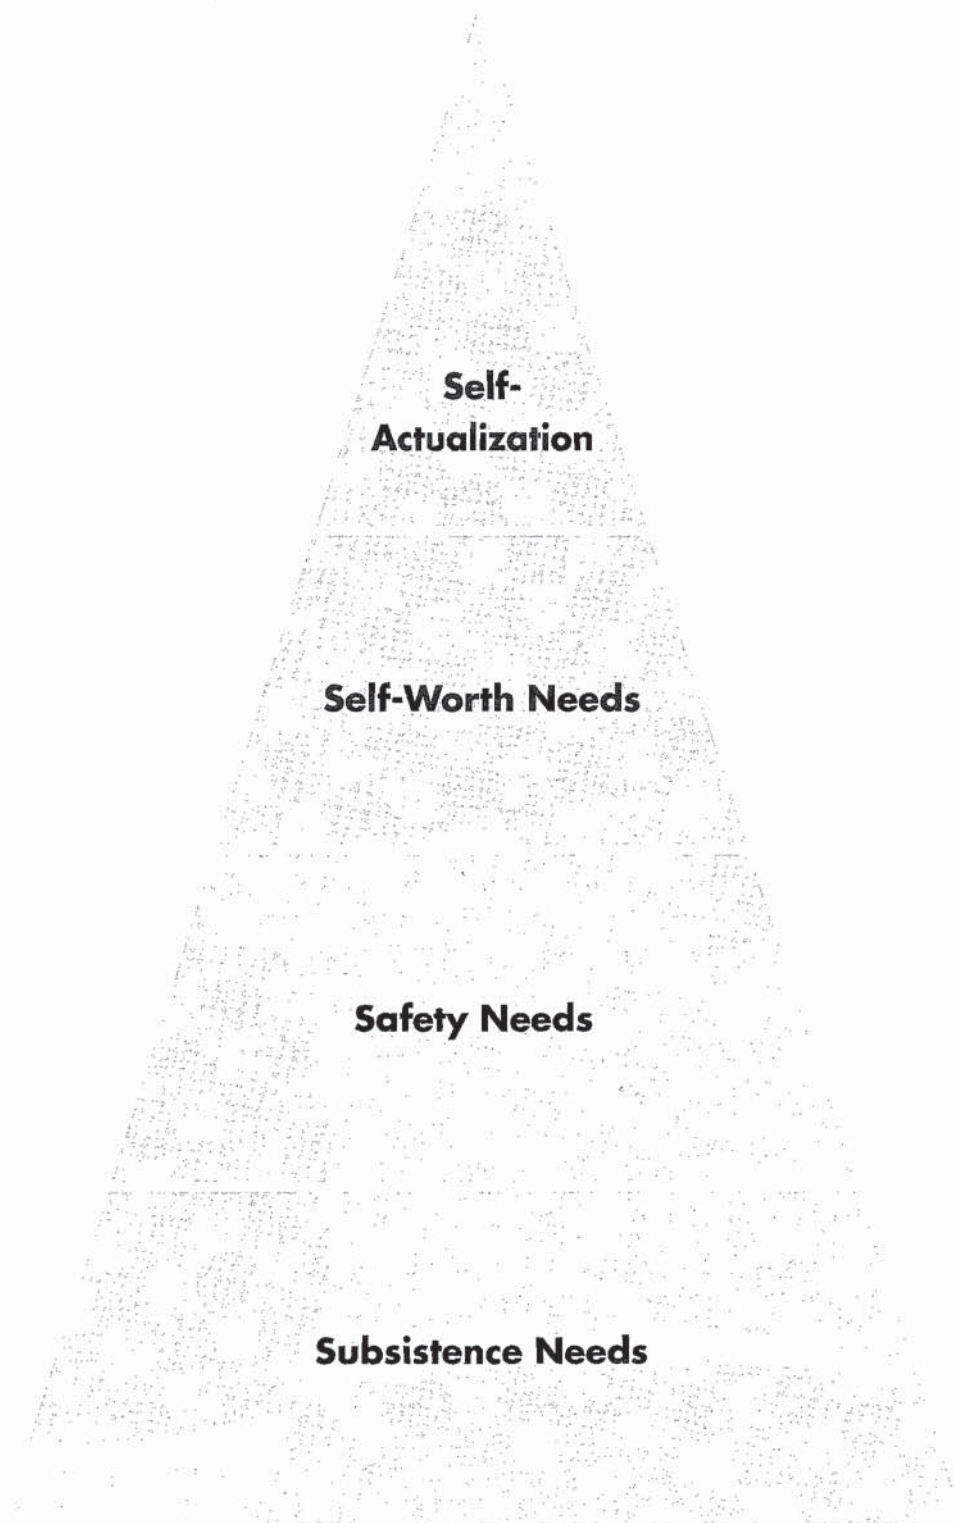 Self-
Actualization
Self-Worth Needs
Safety Needs
Subsistence Needs